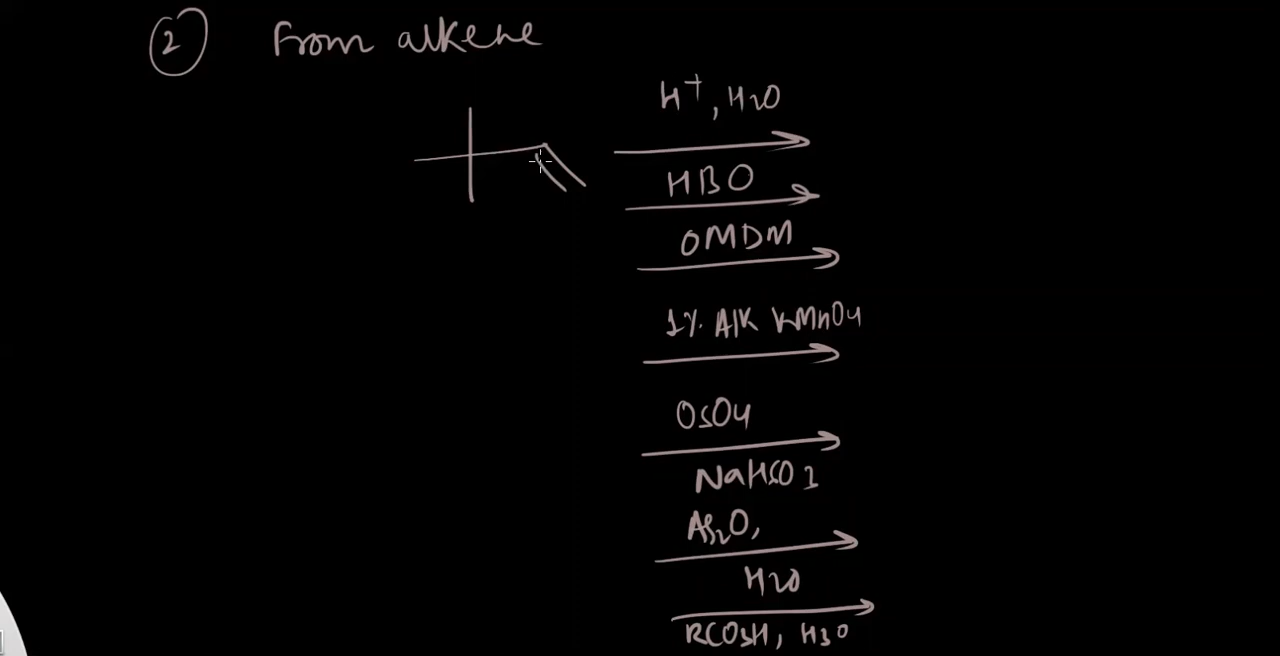 2 From alkene
H+, H2O
HBO
OMDM
1% Alk KMnO4
OsO4
NaHSO3
Ag2O,
H2O
RCO3H, H3O